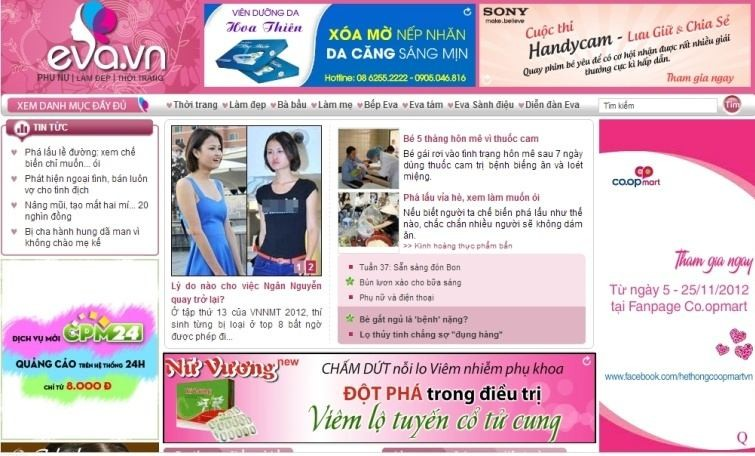 eva.vn
PHỤ NỮ | LÀM ĐẸP | THỜI TRANG
VIÊN DƯỠNG DA
Hoa Thiên
XÓA MỜ NẾP NHĂN
DA CĂNG SÁNG MỊN
Hotline: 08 6255.2222 - 0905.046.816
SONY
make.believe
Cuộc thi
Handycam - Lưu Giữ & Chia Sẻ
Quay phim bé yêu để có cơ hội nhận được rất nhiều giải
thưởng cực kì hấp dẫn.
Tham gia ngay
XEM DANH MỤC ĐẦY ĐỦ
Thời trang Làm đẹp Bà bầu Làm mẹ Bếp Eva Eva tám Eva Sành điệu Diễn đàn Eva
Tìm kiếm
Tìm
TIN TỨC
Phá lấu lề đường: xem chế
biến chỉ muốn... ói
Phát hiện ngoại tình, bán luôn
vợ cho tình địch
Nâng mũi, tạo mắt hai mí... 20
nghìn đồng
Bị cha hành hung dã man vì
không chào mẹ kế
DỊCH VỤ MỚI CPM24
QUẢNG CÁO TRÊN HỆ THỐNG 24H
CHỈ TỪ 8.000 Đ
1 2
Lý do nào cho việc Ngân Nguyễn
quay trở lại?
Ở tập thứ 13 của VNNMT 2012, thí
sinh từng bị loại ở top 8 bất ngờ
được phép đi...
Bé 5 tháng hôn mê vì thuốc cam
Bé gái rơi vào tình trạng hôn mê sau 7 ngày
dùng thuốc cam trị bệnh biếng ăn và loét
miệng.
Phá lấu vỉa hè, xem làm muốn ói
Nếu biết người ta chế biến phá lấu như thế
nào, chắc chắn nhiều người sẽ không dám
ăn.
>> Kinh hoàng thực phẩm bẩn
Tuần 37: Sẵn sàng đón Bon
Bún lươn xào cho bữa sáng
Phụ nữ và điện thoại
Bè gắt ngủ là 'bệnh' nặng?
Lọ thủy tinh chẳng sợ "đụng hàng"
Nữ Vương new
CHẤM DỨT nỗi lo Viêm nhiễm phụ khoa
ĐỘT PHÁ trong điều trị
Viêm lộ tuyến cổ tử cung
co.opmart
Tham gia ngay
Từ ngày 5 - 25/11/2012
tại Fanpage Co.opmart
www.facebook.com/hethongcoopmartvn
Q